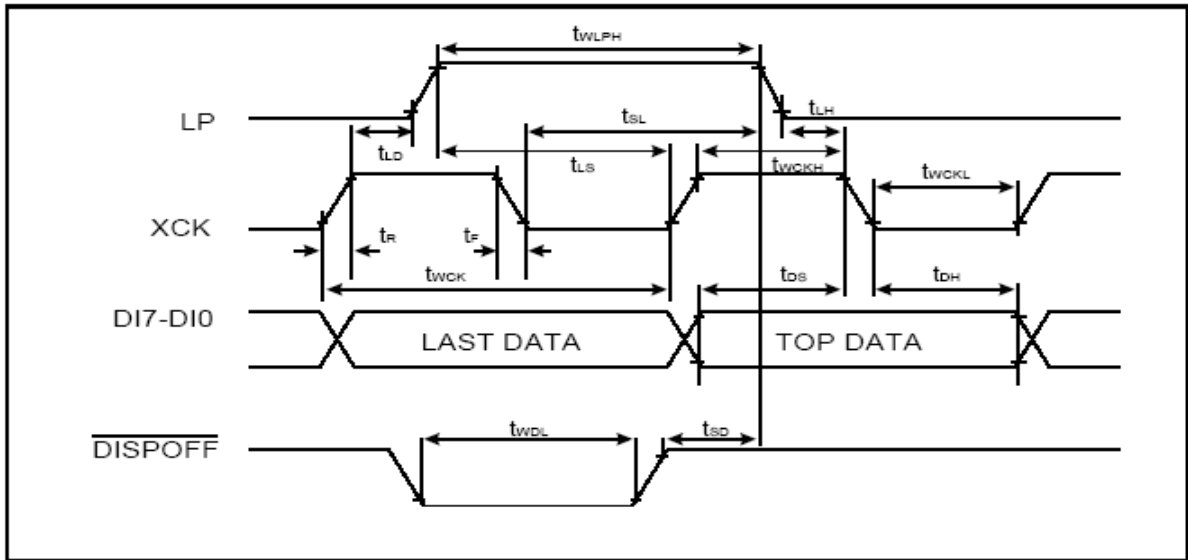 tWLPH
LP
tLH
tSL
tLD
tLS
tWCKH
tWCKL
XCK
tR
tF
tWCK
tDS
tDH
DI7-DI0
LAST DATA
TOP DATA
tWDL
tSD
DISPOFF